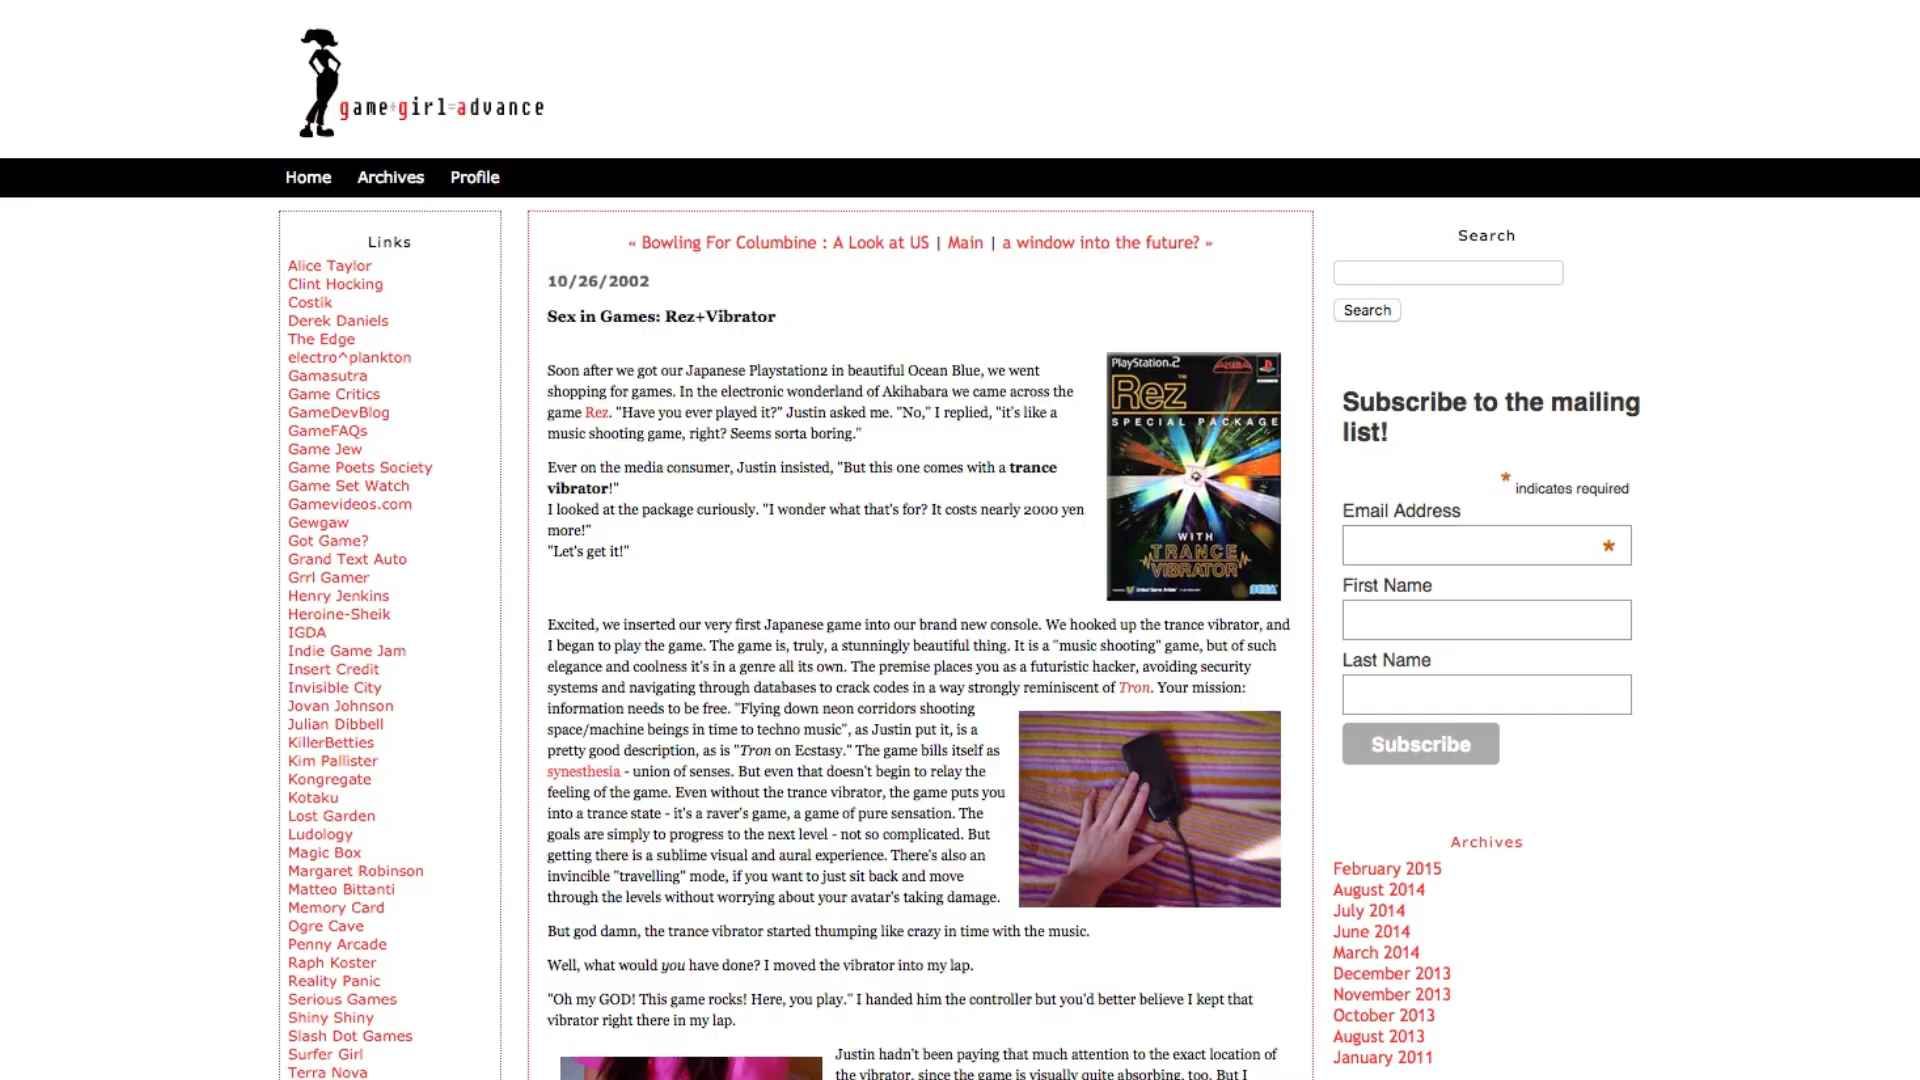 game+girl=advance
Home Archives Profile
Links
Alice Taylor
Clint Hocking
Costik
Derek Daniels
The Edge
electro^plankton
Gamasutra
Game Critics
GameDevBlog
GameFAQs
Game Jew
Game Poets Society
Game Set Watch
Gamevideos.com
Gewgaw
Got Game?
Grand Text Auto
Grrl Gamer
Henry Jenkins
Heroine-Sheik
IGDA
Indie Game Jam
Insert Credit
Invisible City
Jovan Johnson
Julian Dibbell
KillerBetties
Kim Pallister
Kongregate
Kotaku
Lost Garden
Ludology
Magic Box
Margaret Robinson
Matteo Bittanti
Memory Card
Ogre Cave
Penny Arcade
Raph Koster
Reality Panic
Serious Games
Shiny Shiny
Slash Dot Games
Surfer Girl
Terra Nova
« Bowling For Columbine : A Look at US | Main | a window into the future? »
10/26/2002
Sex in Games: Rez+Vibrator
Soon after we got our Japanese Playstation2 in beautiful Ocean Blue, we went
shopping for games. In the electronic wonderland of Akihabara we came across the
game Rez. "Have you ever played it?" Justin asked me. "No," I replied, "it's like a
music shooting game, right? Seems sorta boring."
Ever on the media consumer, Justin insisted, "But this one comes with a trance
vibrator!"
I looked at the package curiously. "I wonder what that's for? It costs nearly 2000 yen
more!"
"Let's get it!"
PlayStation.2
Rez
SPECIAL PACKAGE
WITH
TRANCE
VIBRATOR
SEGA
Excited, we inserted our very first Japanese game into our brand new console. We hooked up the trance vibrator, and
I began to play the game. The game is, truly, a stunningly beautiful thing. It is a "music shooting" game, but of such
elegance and coolness it's in a genre all its own. The premise places you as a futuristic hacker, avoiding security
systems and navigating through databases to crack codes in a way strongly reminiscent of Tron. Your mission:
information needs to be free. "Flying down neon corridors shooting
space/machine beings in time to techno music", as Justin put it, is a
pretty good description, as is "Tron on Ecstasy." The game bills itself as
synesthesia - union of senses. But even that doesn't begin to relay the
feeling of the game. Even without the trance vibrator, the game puts you
into a trance state - it's a raver's game, a game of pure sensation. The
goals are simply to progress to the next level - not so complicated. But
getting there is a sublime visual and aural experience. There's also an
invincible "travelling" mode, if you want to just sit back and move
through the levels without worrying about your avatar's taking damage.
But god damn, the trance vibrator started thumping like crazy in time with the music.
Well, what would you have done? I moved the vibrator into my lap.
"Oh my GOD! This game rocks! Here, you play." I handed him the controller but you'd better believe I kept that
vibrator right there in my lap.
Justin hadn't been paying that much attention to the exact location of
the vibrator, since the game is visually quite absorbing, too. But I
Search
Search
Subscribe to the mailing
list!
* indicates required
Email Address
*
First Name
Last Name
Subscribe
Archives
February 2015
August 2014
July 2014
June 2014
March 2014
December 2013
November 2013
October 2013
August 2013
January 2011